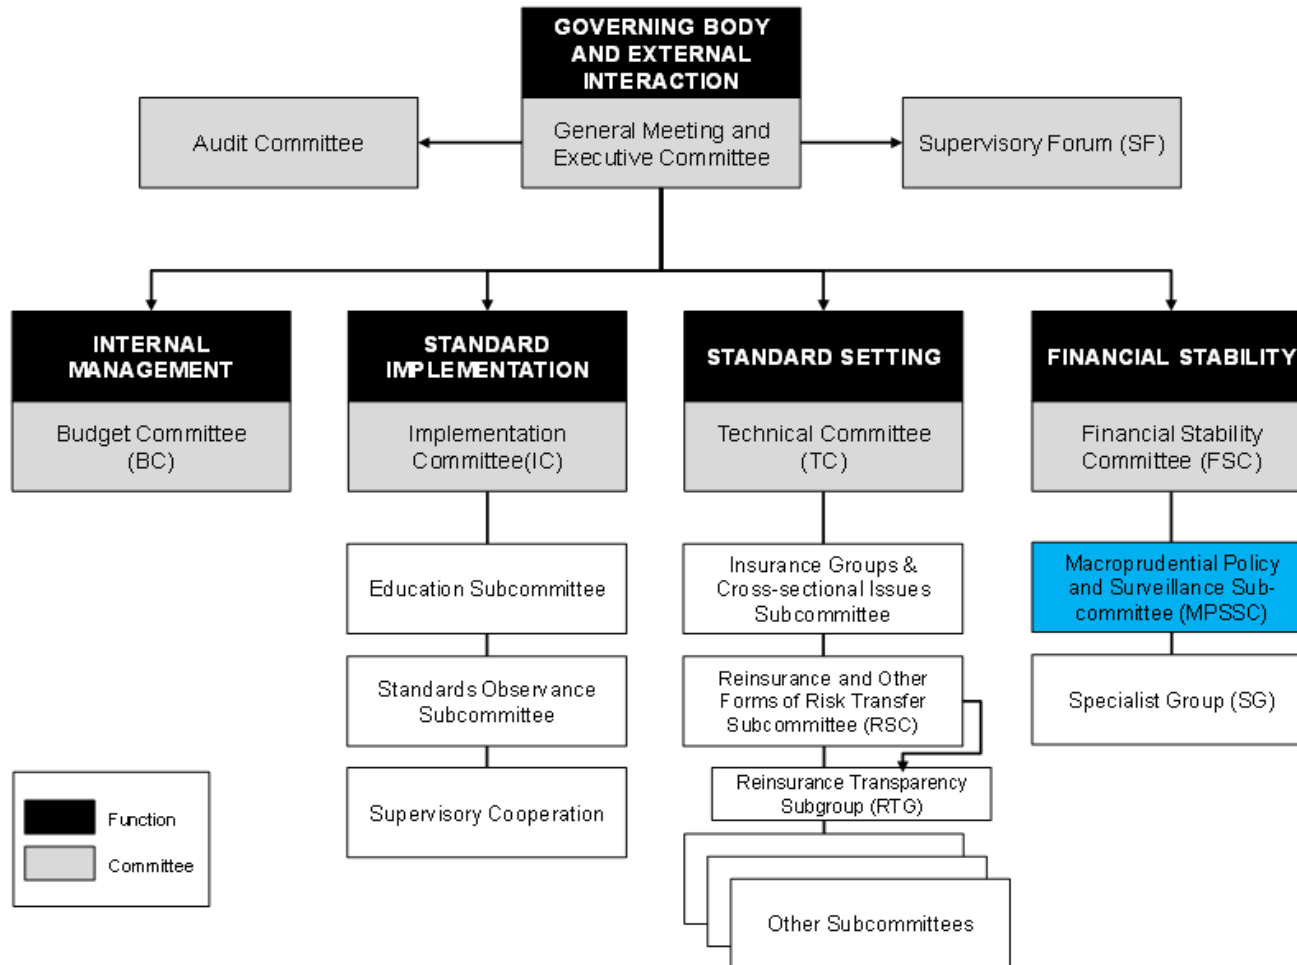 GOVERNING BODY
AND EXTERNAL
INTERACTION
General Meeting and
Executive Committee
Audit Committee
Supervisory Forum (SF)
INTERNAL
MANAGEMENT
Budget Committee
(BC)
STANDARD
IMPLEMENTATION
Implementation
Committee(IC)
STANDARD SETTING
Technical Committee
(TC)
FINANCIAL STABILITY
Financial Stability
Committee (FSC)
Education Subcommittee
Standards Observance
Subcommittee
Supervisory Cooperation
Insurance Groups &
Cross-sectional Issues
Subcommittee
Reinsurance and Other
Forms of Risk Transfer
Subcommittee (RSC)
Reinsurance Transparency
Subgroup (RTG)
Other Subcommittees
Macroprudential Policy
and Surveillance Sub-
committee (MPSSC)
Specialist Group (SG)
Function
Committee